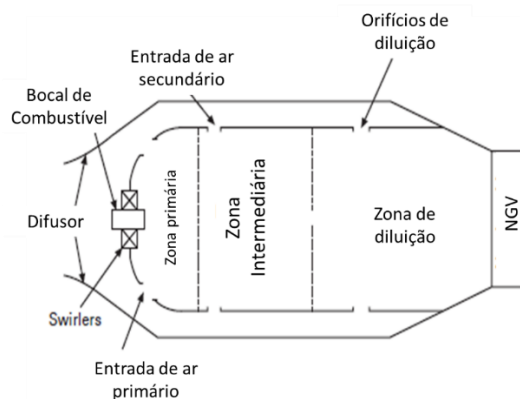 Orifícios de
diluição
Entrada de ar
secundário
Bocal de
Combustível
Difusor
Zona primária
Zona
Intermediária
Zona de
diluição
NGV
Swirlers
Entrada de ar
primário